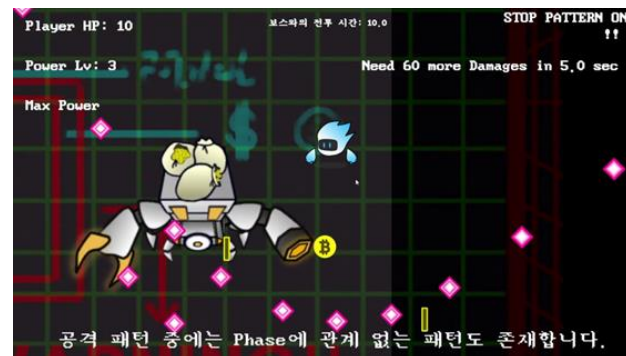 Player HP: 10
보스와의 전투 시간: 10.0
STOP PATTERN ON
!!
Power Lv: 3
Need 60 more Damages in 5.0 sec
Max Power
공격 패턴 중에는 Phase에 관계 없는 패턴도 존재합니다.